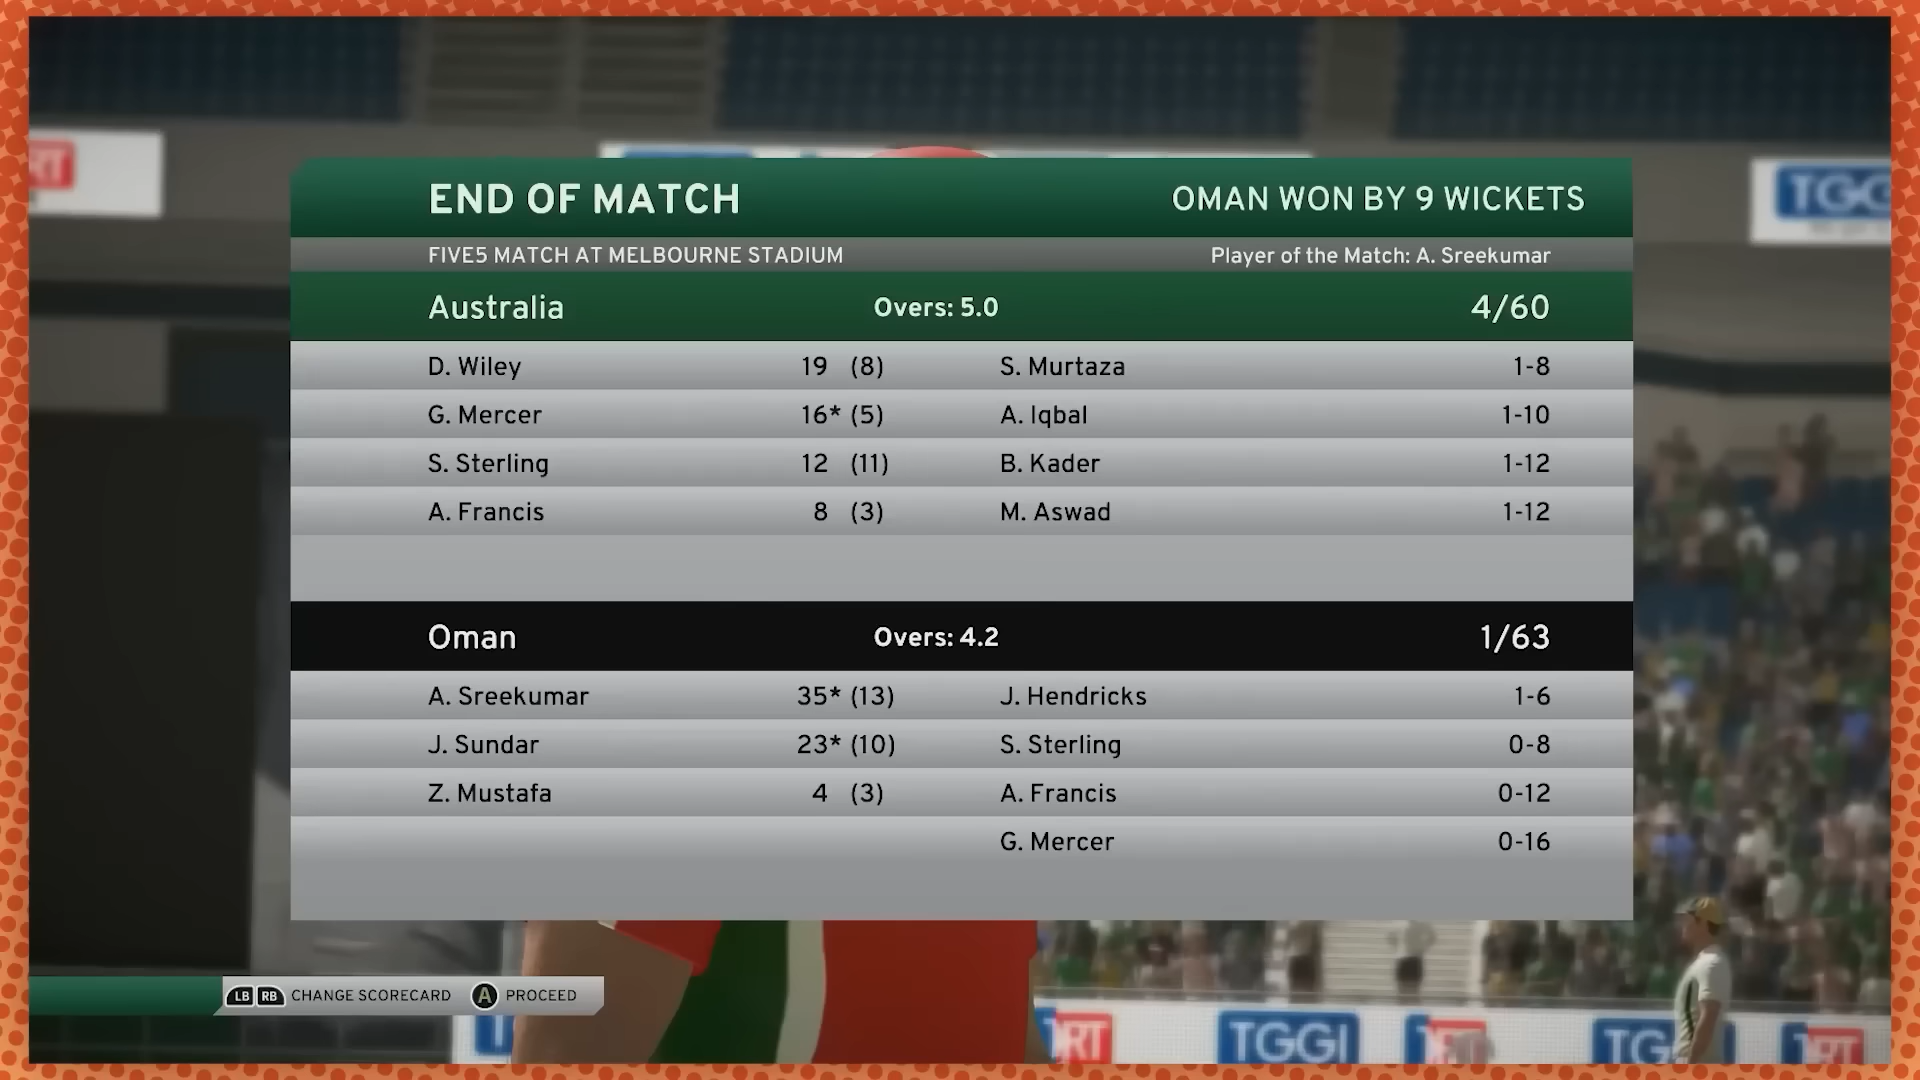 END OF MATCH OMAN WON BY 9 WICKETS
FIVE5 MATCH AT MELBOURNE STADIUM Player of the Match: A. Sreekumar
Australia Overs: 5.0 4/60
D. Wiley 19 (8) S. Murtaza 1-8
G. Mercer 16* (5) A. Iqbal 1-10
S. Sterling 12 (11) B. Kader 1-12
A. Francis 8 (3) M. Aswad 1-12
Oman Overs: 4.2 1/63
A. Sreekumar 35* (13) J. Hendricks 1-6
J. Sundar 23* (10) S. Sterling 0-8
Z. Mustafa 4 (3) A. Francis 0-12
G. Mercer 0-16
LB RB CHANGE SCORECARD A PROCEED
TGGI